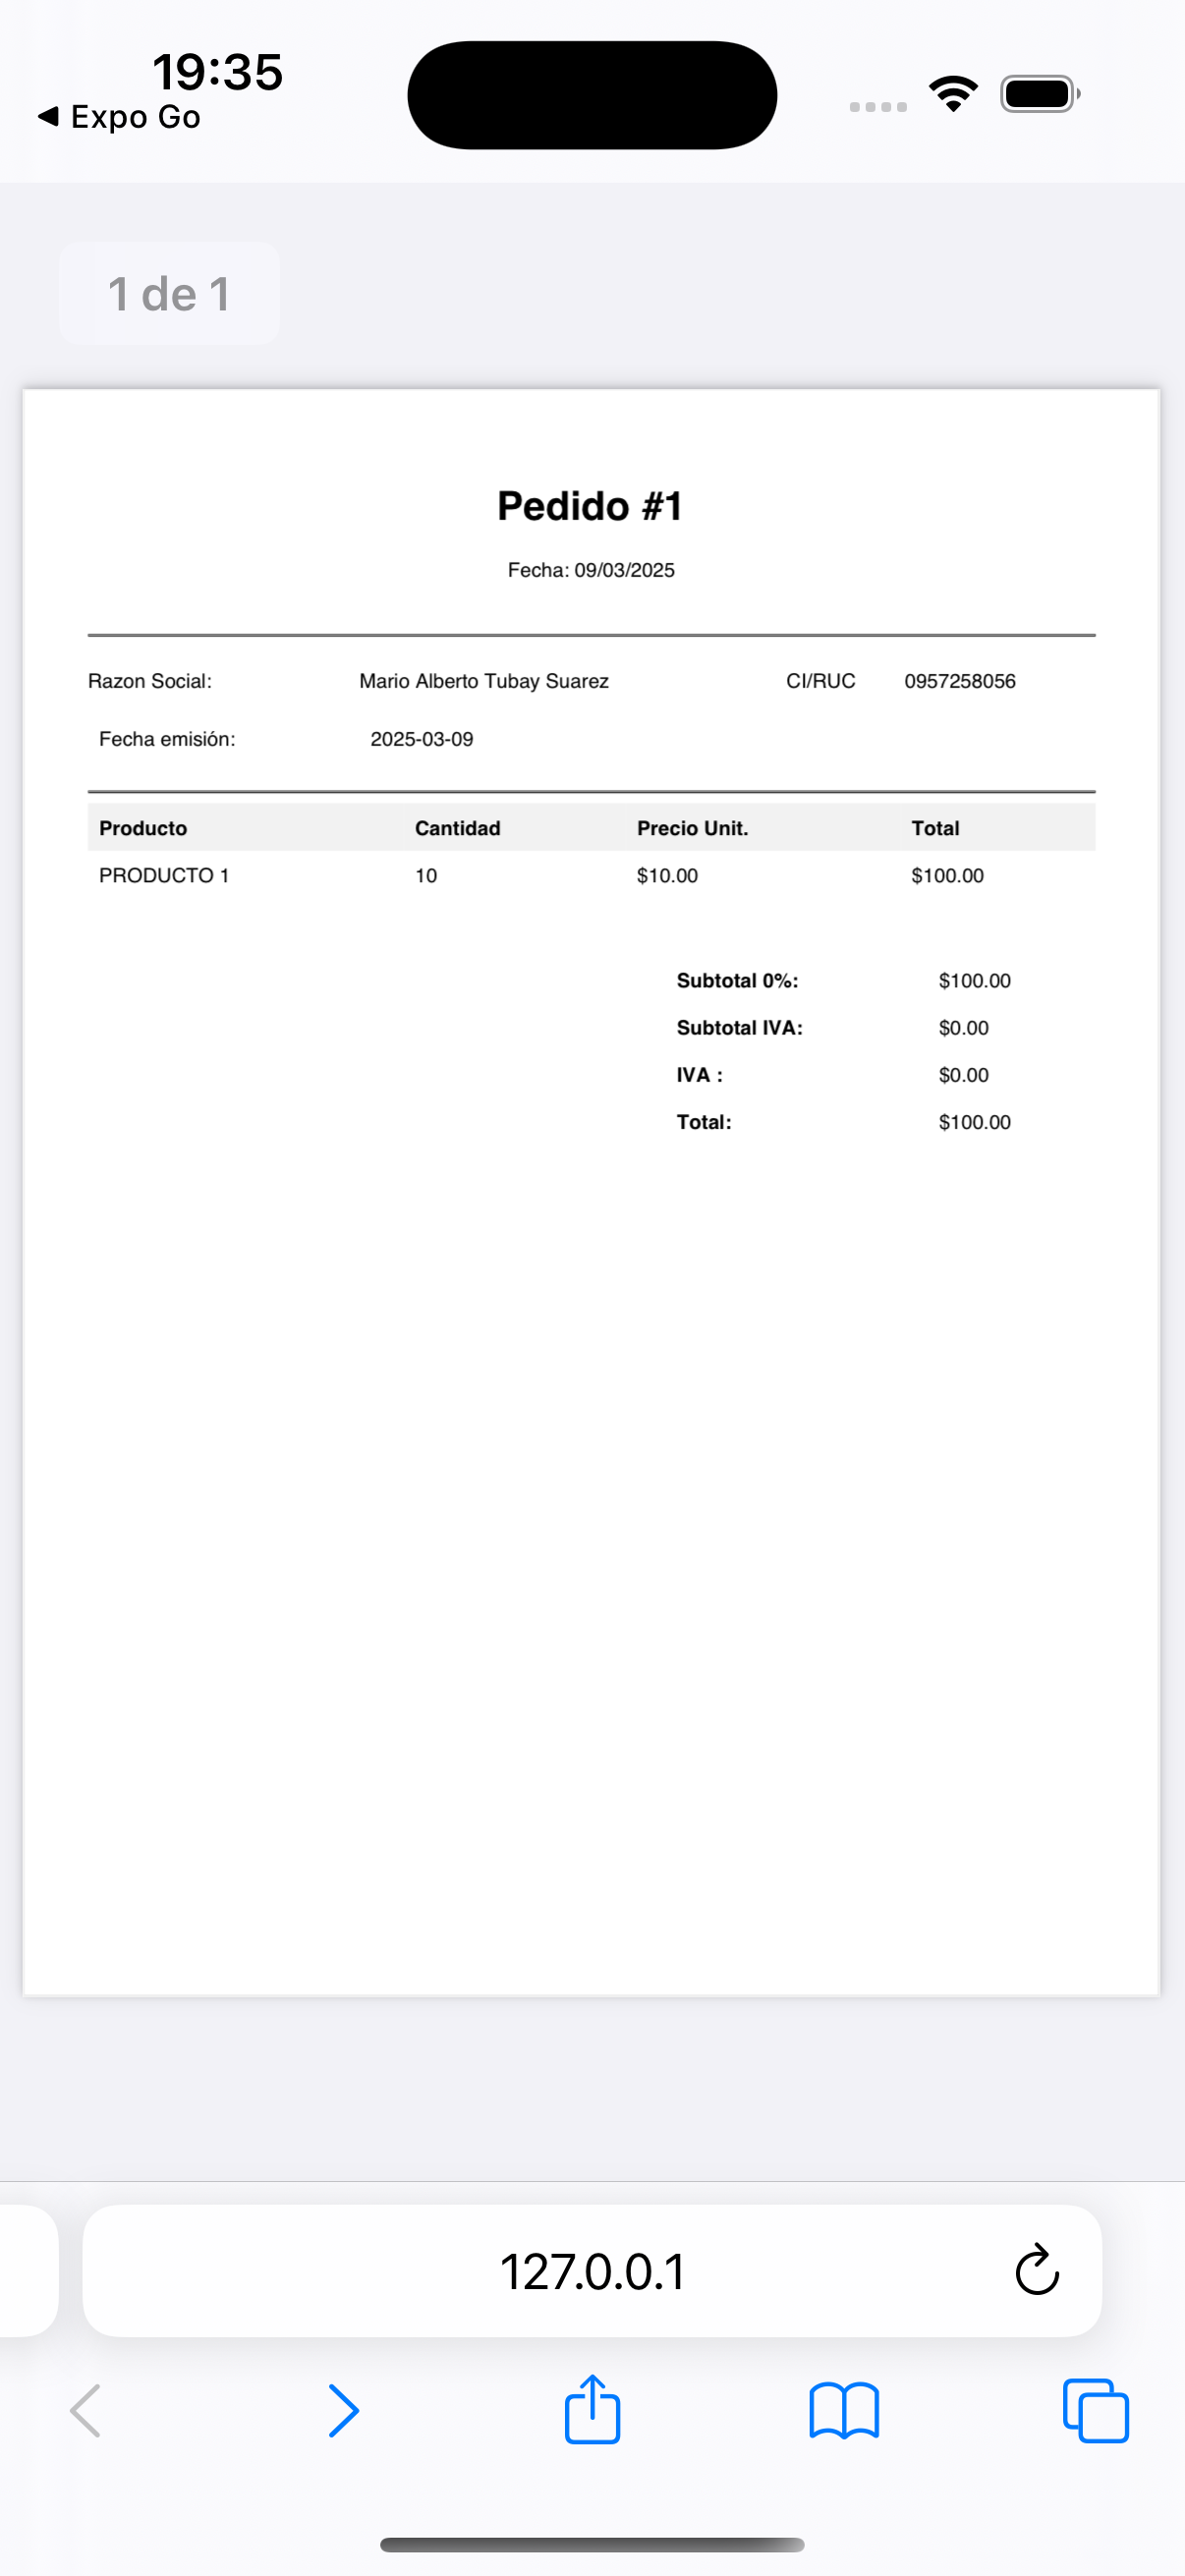 19:35
Expo Go
1 de 1
Pedido #1
Fecha: 09/03/2025
Razon Social: Mario Alberto Tubay Suarez CI/RUC 0957258056
Fecha emisión: 2025-03-09
Producto Cantidad Precio Unit. Total
PRODUCTO 1 10 $10.00 $100.00
Subtotal 0%: $100.00
Subtotal IVA: $0.00
IVA : $0.00
Total: $100.00
127.0.0.1